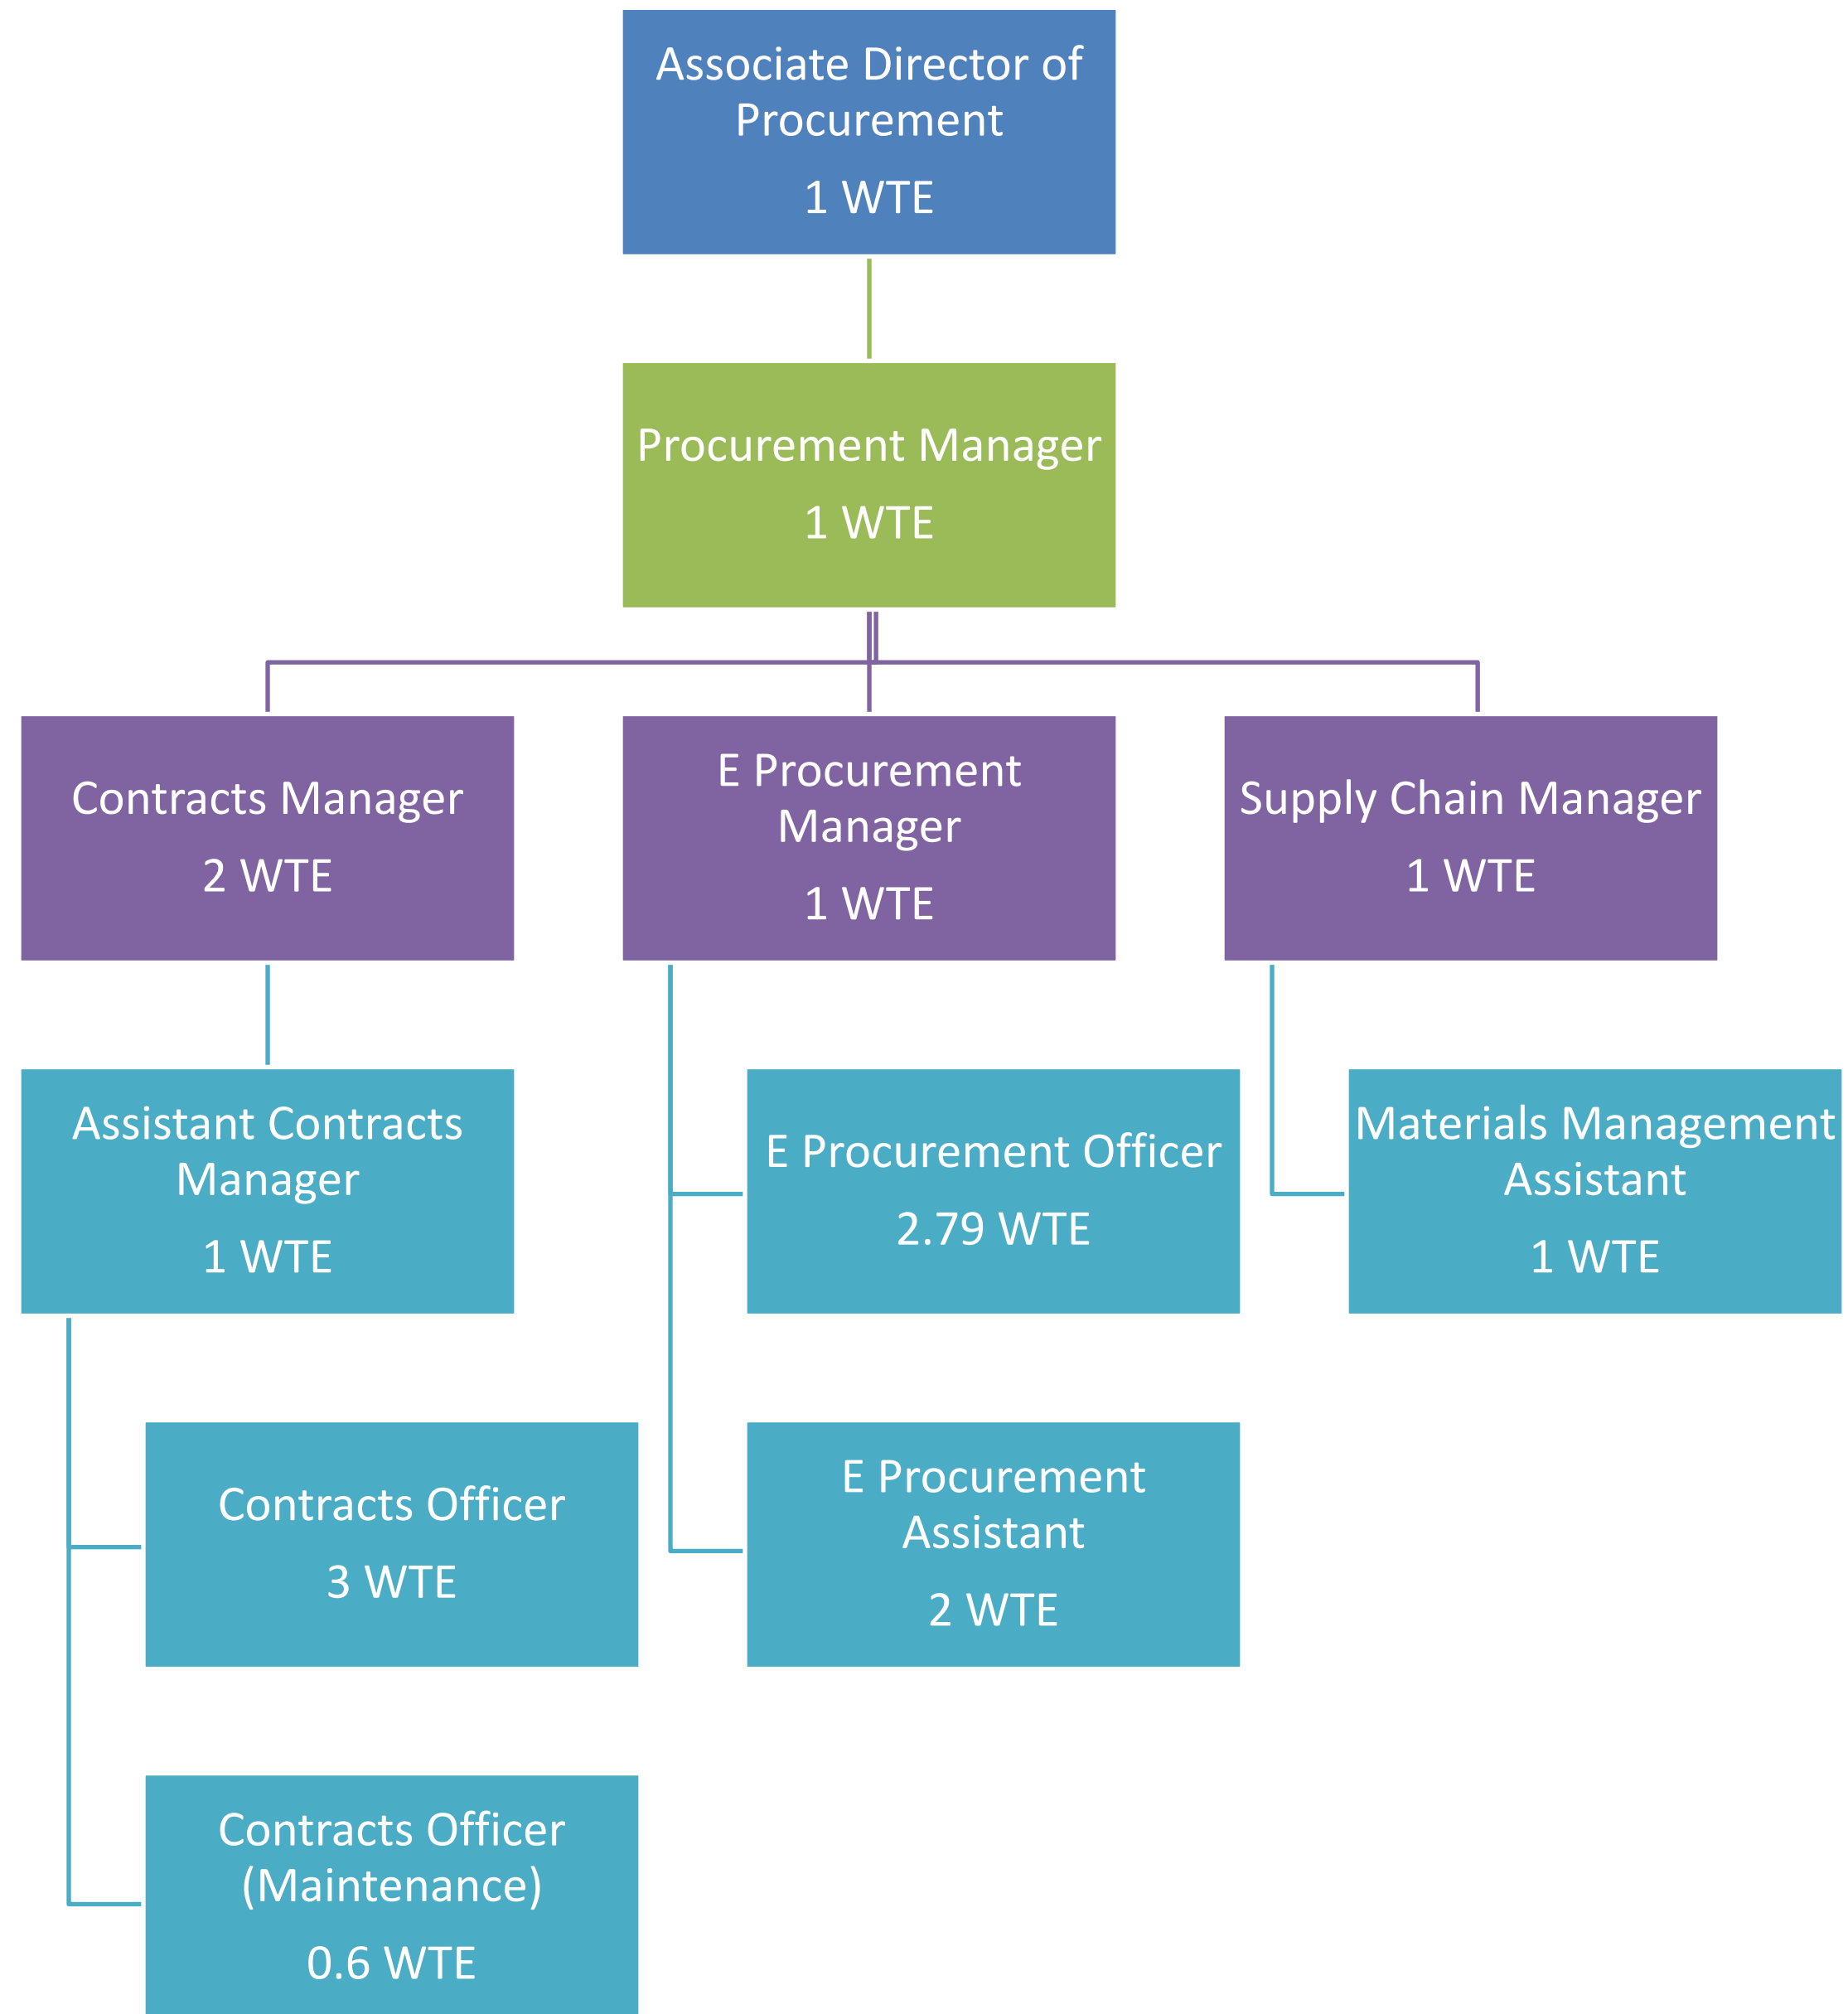 Associate Director of
Procurement
1 WTE
Procurement Manager
1 WTE
Contracts Manager
2 WTE
E Procurement
Manager
1 WTE
Supply Chain Manager
1 WTE
Assistant Contracts
Manager
1 WTE
E Procurement Officer
2.79 WTE
Materials Management
Assistant
1 WTE
Contracts Officer
3 WTE
E Procurement
Assistant
2 WTE
Contracts Officer
(Maintenance)
0.6 WTE